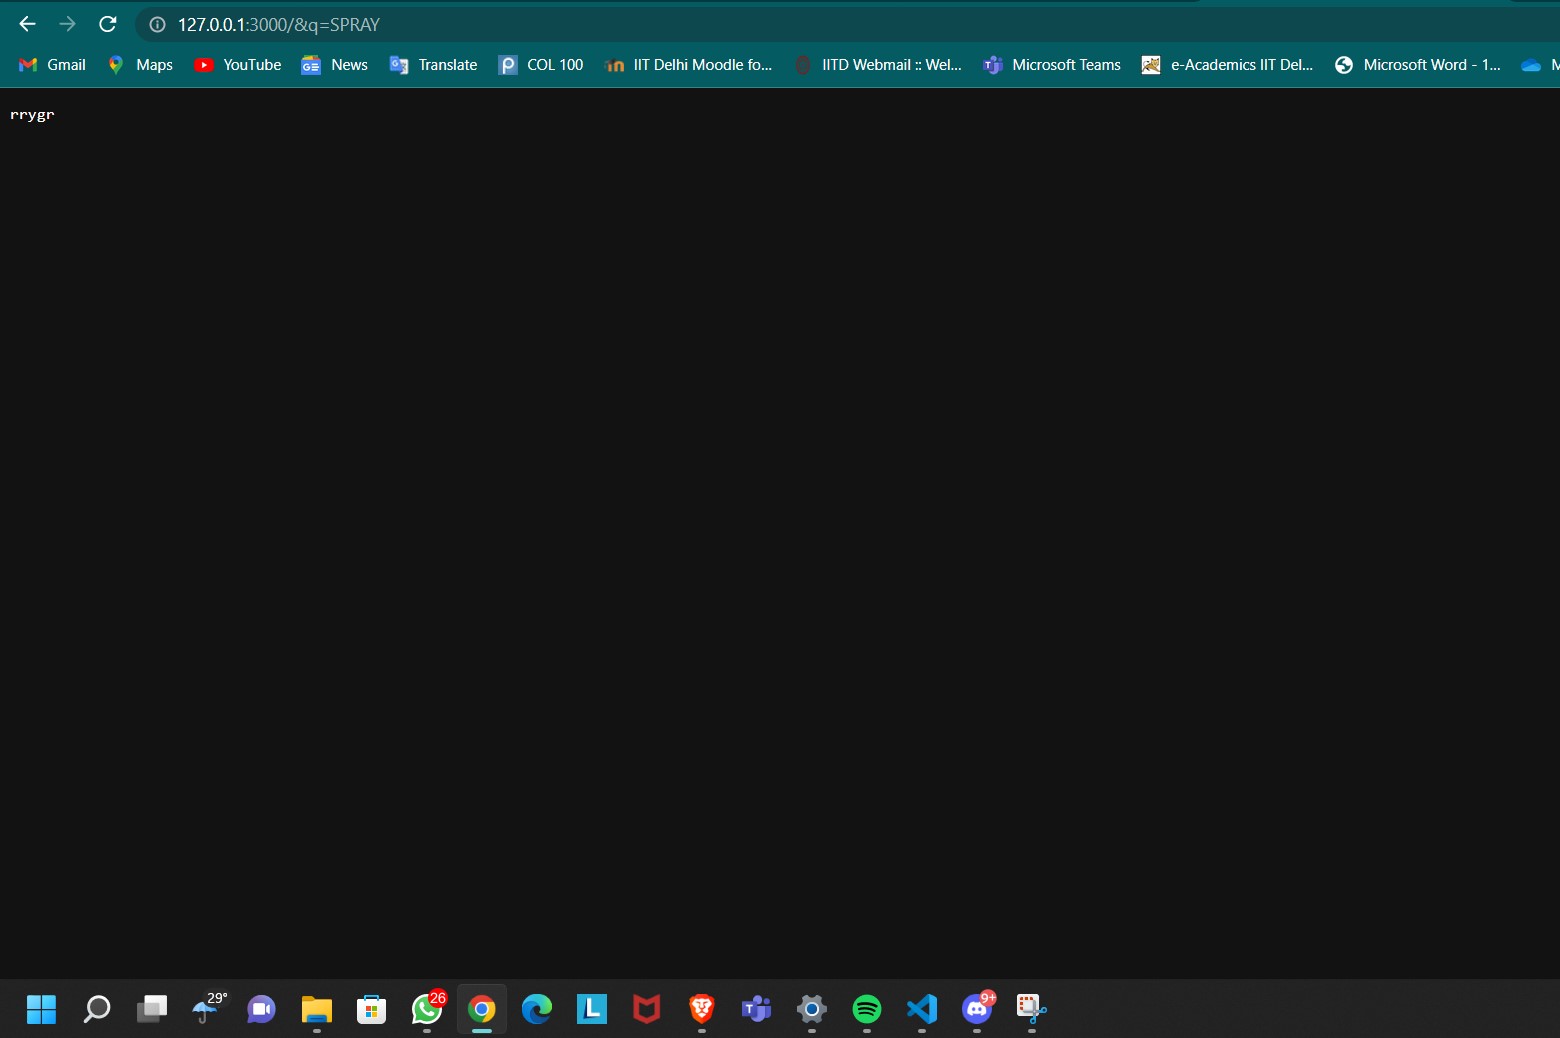 127.0.0.1:3000/&q=SPRAY
Gmail Maps YouTube News Translate COL 100 IIT Delhi Moodle fo... IITD Webmail :: Wel... Microsoft Teams e-Academics IIT Del... Microsoft Word - 1... M
rrygr
29° 26 L T 9+